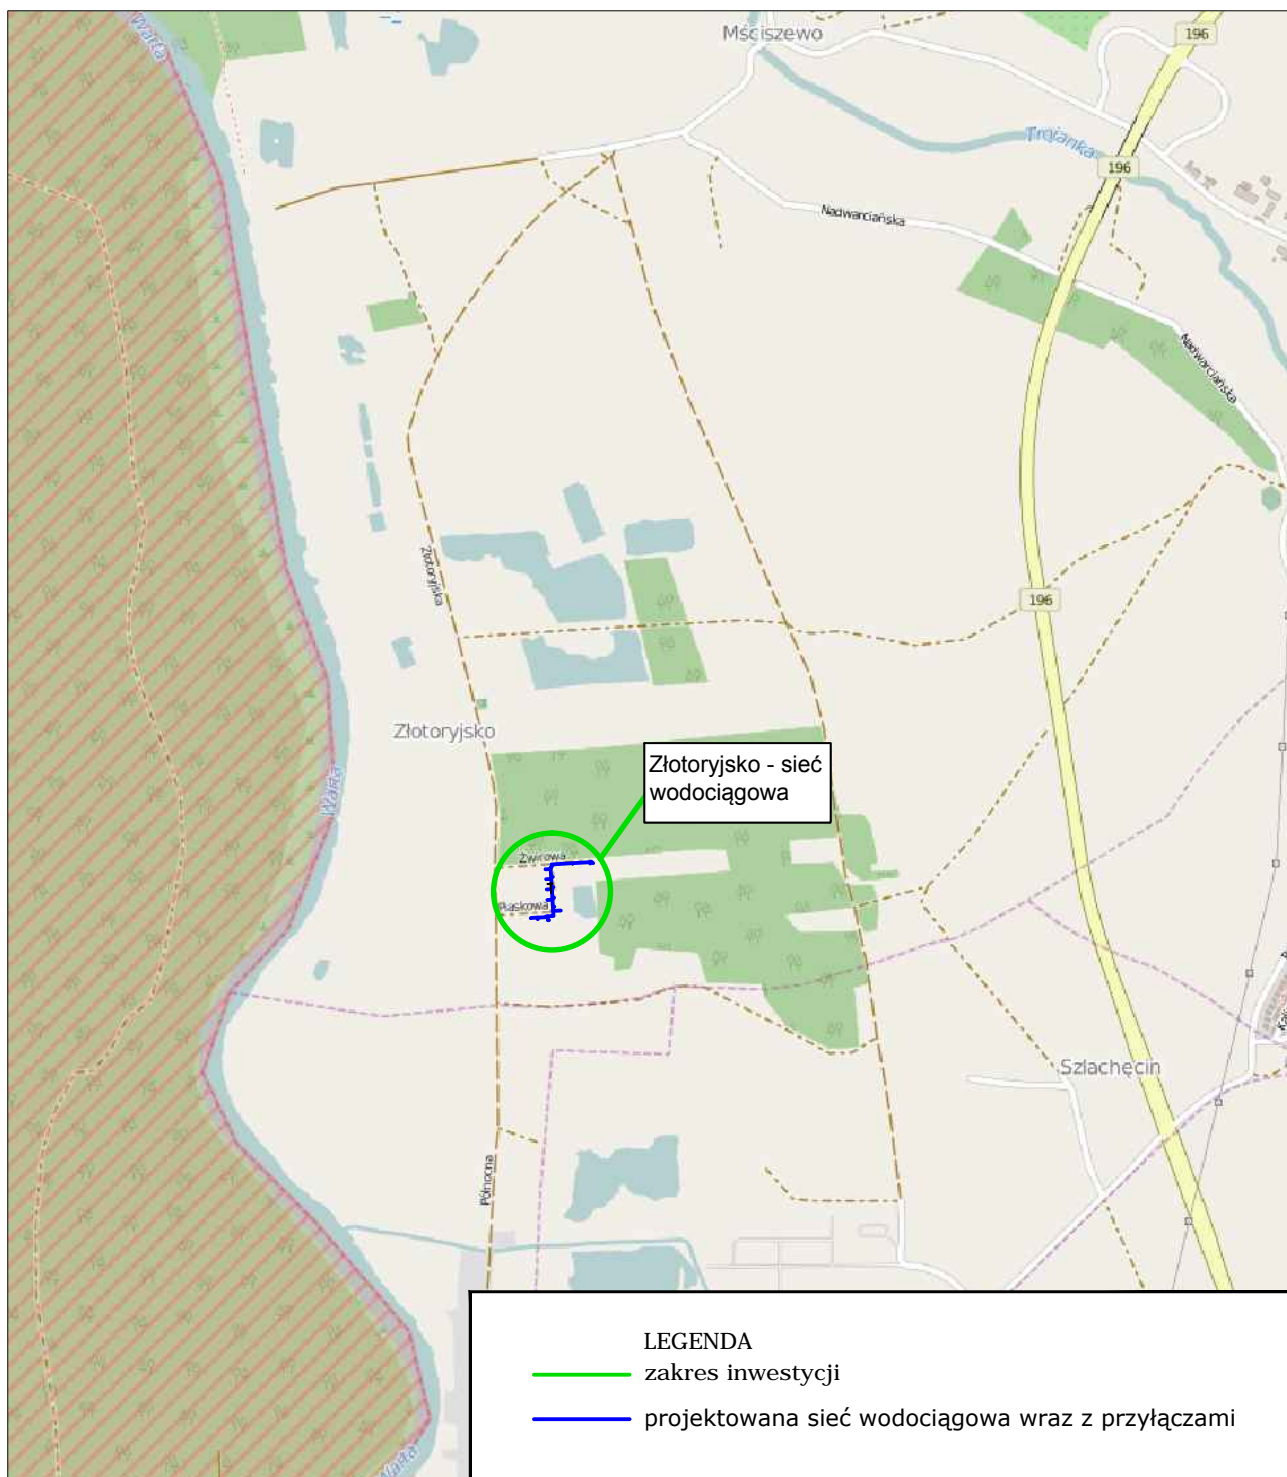 Warta
Mściszewo
196
Trojanka
196
Nadwarciańska
Nadwarciańska
Złotoryjska
196
Złotoryjsko
Złotoryjsko - sieć
wodociągowa
Warta
Żwirowa
Piaskowa
Szlachęcin
Północna
Warta
LEGENDA
zakres inwestycji
projektowana sieć wodociągowa wraz z przyłączami